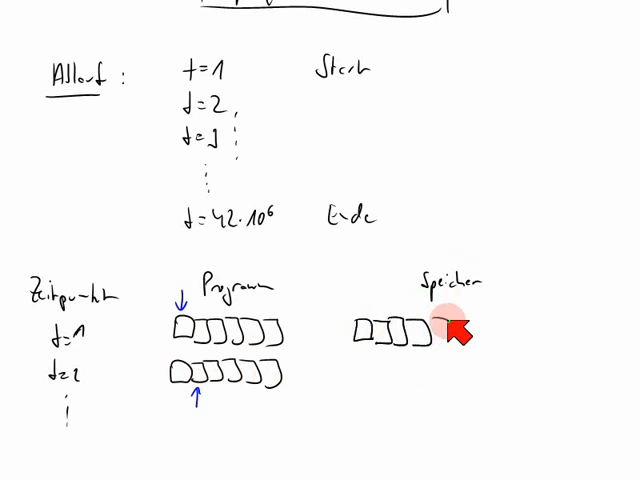 Ablauf : t=1 Start
t=2
t=3
t=42·10⁶ Ende
Zeitpunkt Programm Speicher
t=1
t=2